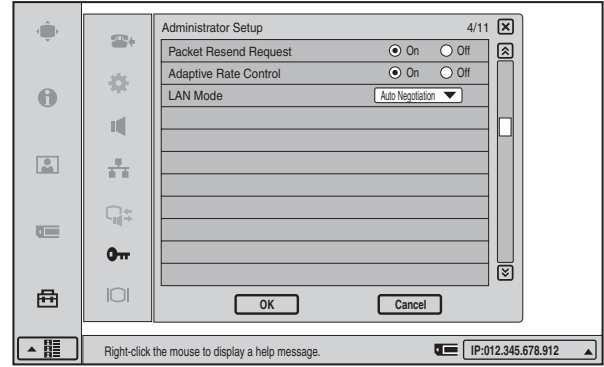 Administrator Setup 4/11
Packet Resend Request On Off
Adaptive Rate Control On Off
LAN Mode Auto Negotiation
OK Cancel
Right-click the mouse to display a help message. IP:012.345.678.912